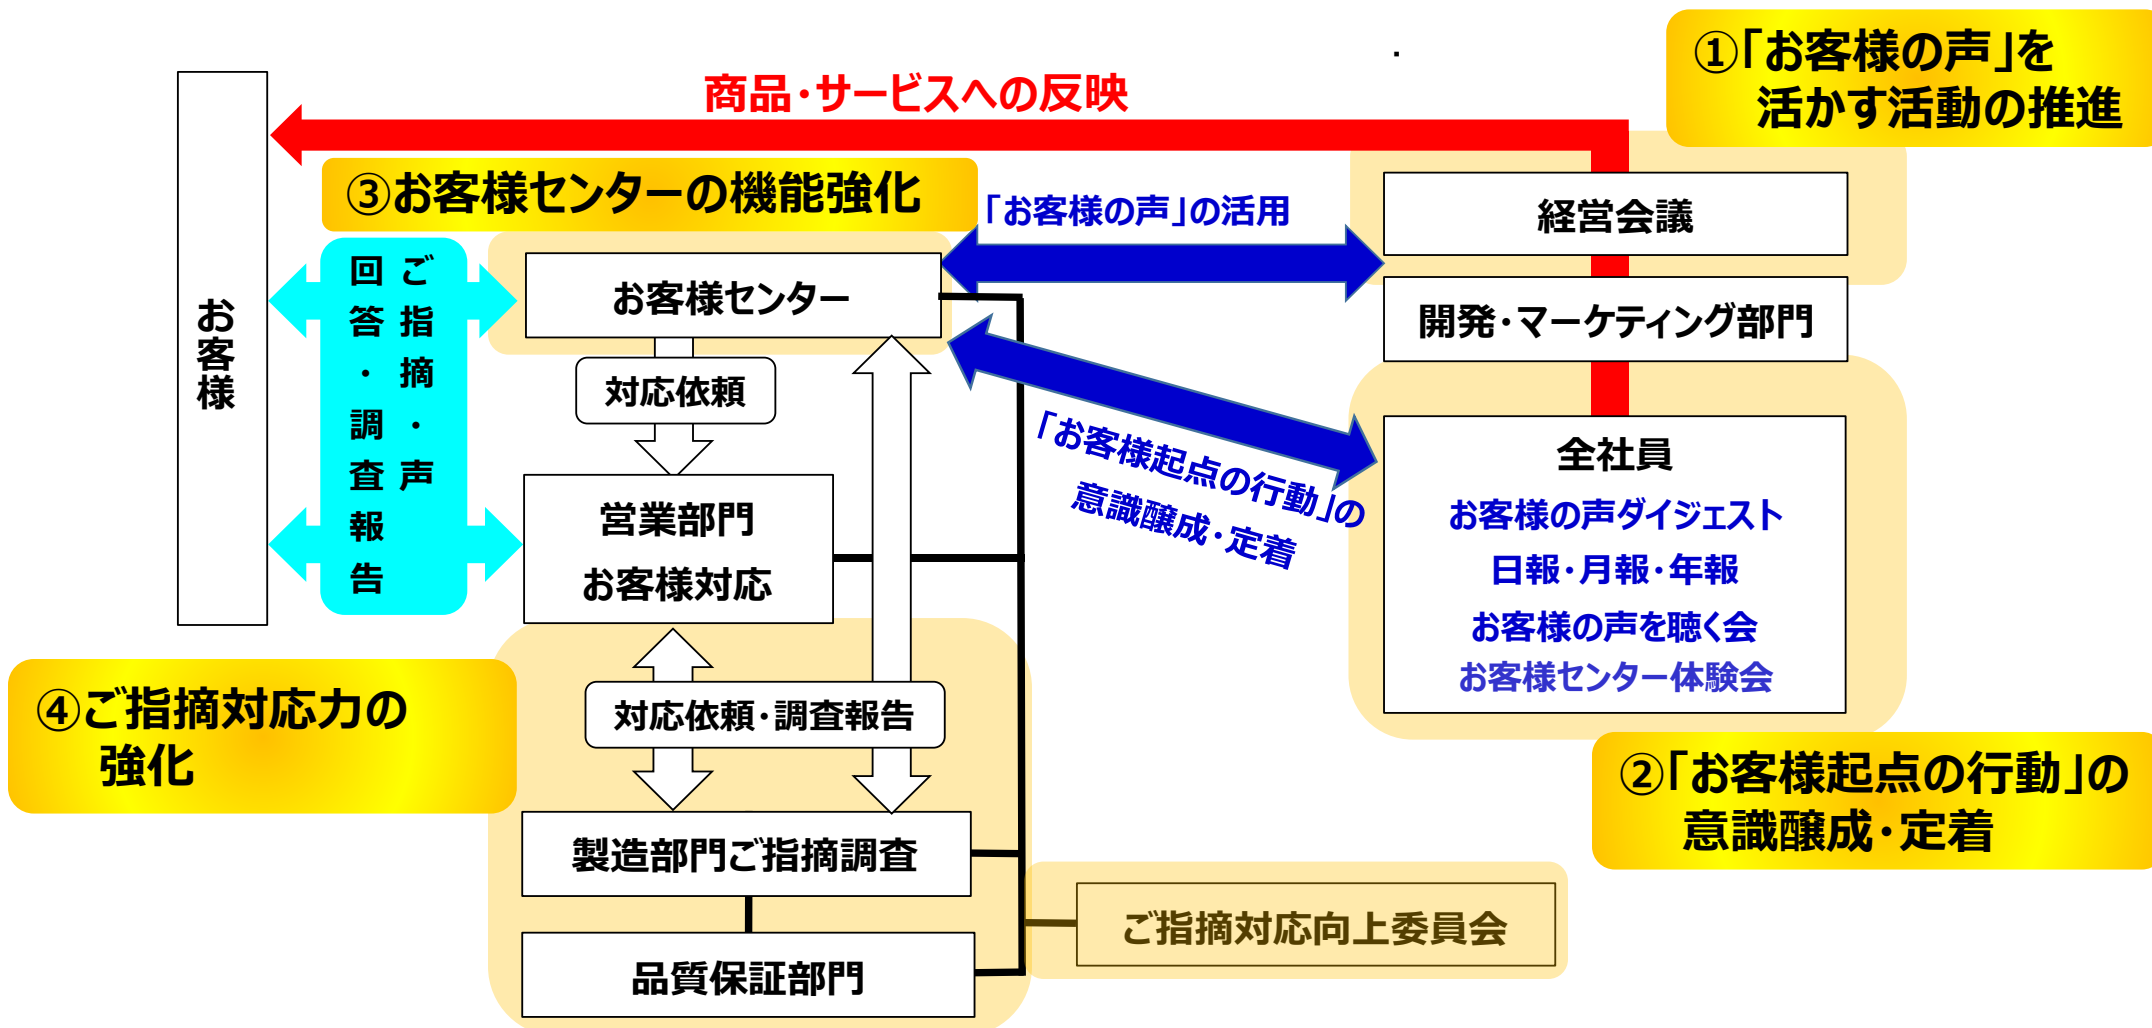 ①「お客様の声」を
活かす活動の推進
商品・サービスへの反映
③お客様センターの機能強化
「お客様の声」の活用
経営会議
お客様
ご指摘・声
回答・調査報告
お客様センター
開発・マーケティング部門
対応依頼
「お客様起点の行動」の
意識醸成・定着
全社員
お客様の声ダイジェスト
日報・月報・年報
お客様の声を聴く会
お客様センター体験会
営業部門
お客様対応
④ご指摘対応力の
強化
対応依頼・調査報告
②「お客様起点の行動」の
意識醸成・定着
製造部門ご指摘調査
ご指摘対応向上委員会
品質保証部門